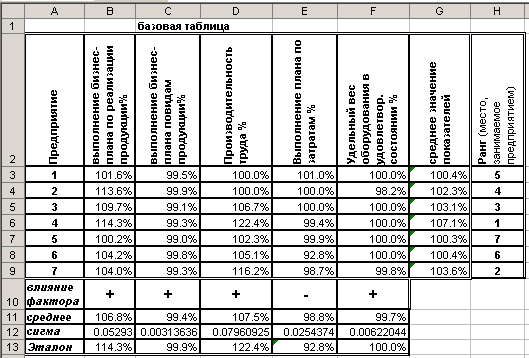 A B C D E F G H
1 базовая таблица
2 Предприятие выполнение бизнес-плана по реализации продукции% выполнение бизнес-плана повидам продукции% Производительность труда % Выполнение плана по затратам % Удельный вес оборудования в удовлетвор. состоянии % среднее значение показателей Ранг (место, занимаемое предприятием)
3 1 101.6% 99.5% 100.0% 101.0% 100.0% 100.4% 5
4 2 113.6% 99.9% 100.0% 100.0% 98.2% 102.3% 4
5 3 109.7% 99.1% 106.7% 100.0% 100.0% 103.1% 3
6 4 114.3% 99.3% 122.4% 99.4% 100.0% 107.1% 1
7 5 100.2% 99.0% 102.3% 99.9% 100.0% 100.3% 7
8 6 104.2% 99.8% 105.1% 92.8% 100.0% 100.4% 6
9 7 104.0% 99.3% 116.2% 98.7% 99.8% 103.6% 2
10 влияние фактора + + + - +
11 среднее 106.8% 99.4% 107.5% 98.8% 99.7%
12 сигма 0.05293 0.00313636 0.07960925 0.0254374 0.00622044
13 Эталон 114.3% 99.9% 122.4% 92.8% 100.0%